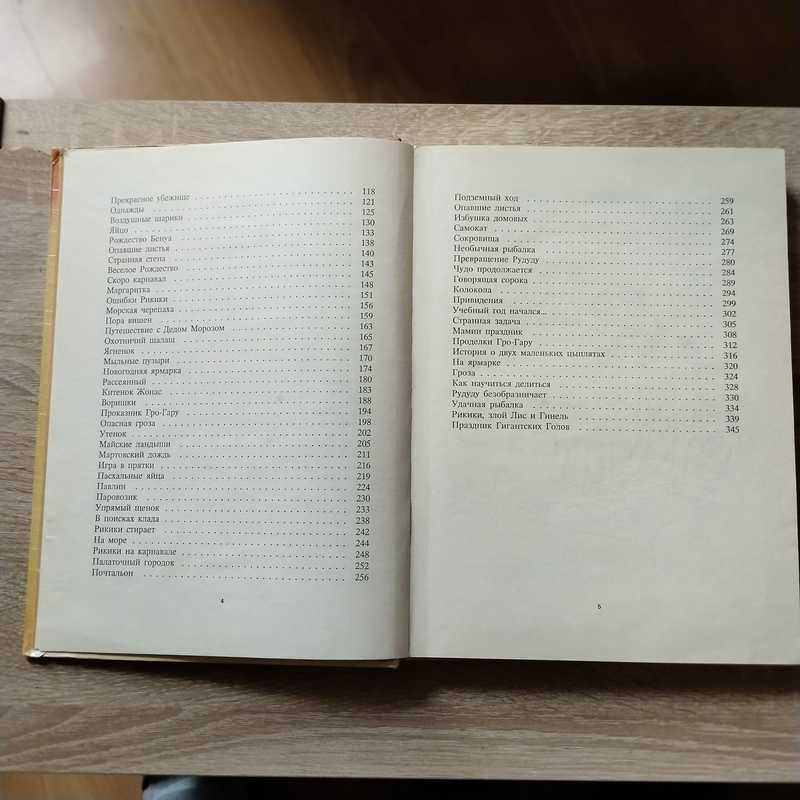 Прекрасное убежище 118
Однажды 121
Воздушные шарики 125
Яйцо 130
Рождество Бенуа 133
Опавшие листья 138
Странная стена 140
Веселое Рождество 143
Скоро карнавал 145
Маргаритка 148
Ошибки Рикики 151
Морская черепаха 156
Пора вишен 159
Путешествие с Дедом Морозом 163
Охотничий шалаш 165
Ягненок 167
Мыльные пузыри 170
Новогодняя ярмарка 174
Рассеянный 180
Китенок Жонас 183
Воришки 188
Проказник Гро-Гару 194
Опасная гроза 198
Утенок 202
Майские ландыши 205
Мартовский дождь 211
Игра в прятки 216
Пасхальные яйца 219
Павлин 224
Паровозик 230
Упрямый щенок 233
В поисках клада 238
Рикики стирает 242
На море 244
Рикики на карнавале 248
Палаточный городок 252
Почтальон 256
4
Подземный ход 259
Опавшие листья 261
Избушка домовых 263
Самокат 269
Сокровища 274
Необычная рыбалка 277
Превращение Рудуду 280
Чудо продолжается 284
Говорящая сорока 289
Колокола 294
Привидения 299
Учебный год начался... 302
Странная задача 305
Мамин праздник 308
Проделки Гро-Гару 312
История о двух маленьких цыплятах 316
На ярмарке 320
Гроза 324
Как научиться делиться 328
Рудуду безобразничает 330
Удачная рыбалка 334
Рикики, злой Лис и Гинель 339
Праздник Гигантских Голов 345
5